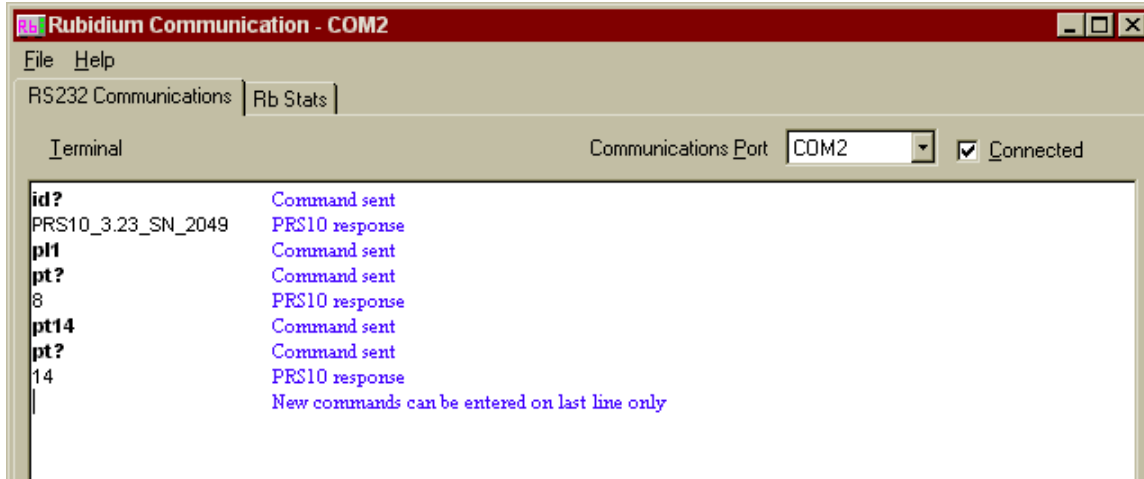 Rb Rubidium Communication - COM2
File Help
RS232 Communications Rb Stats
Terminal Communications Port COM2 Connected
id? Command sent
PRS10_3.23_SN_2049 PRS10 response
pl1 Command sent
pt? Command sent
8 PRS10 response
pt14 Command sent
pt? Command sent
14 PRS10 response
New commands can be entered on last line only